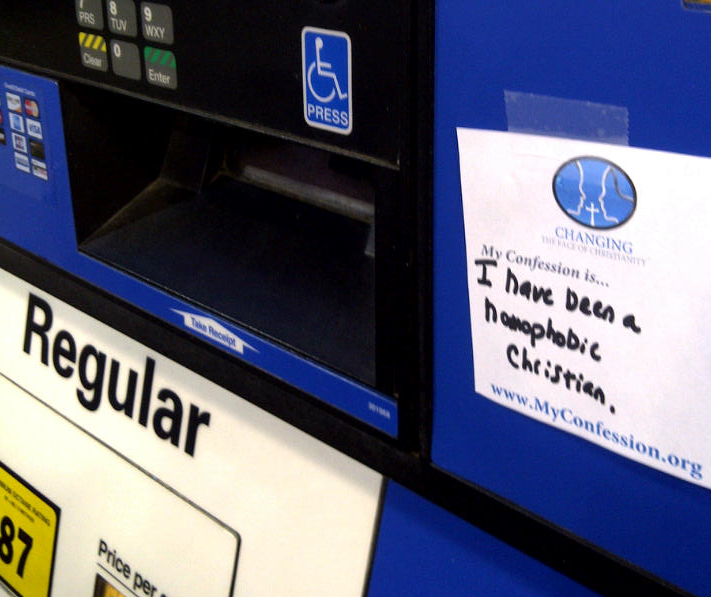 7 PRS
8 TUV
9 WXY
Clear
0
Enter
PRESS
VISA
Take Receipt
Regular
87
Price per
CHANGING
THE FACE OF CHRISTIANITY
My Confession is...
I have been a
homophobic
Christian.
www.MyConfession.org